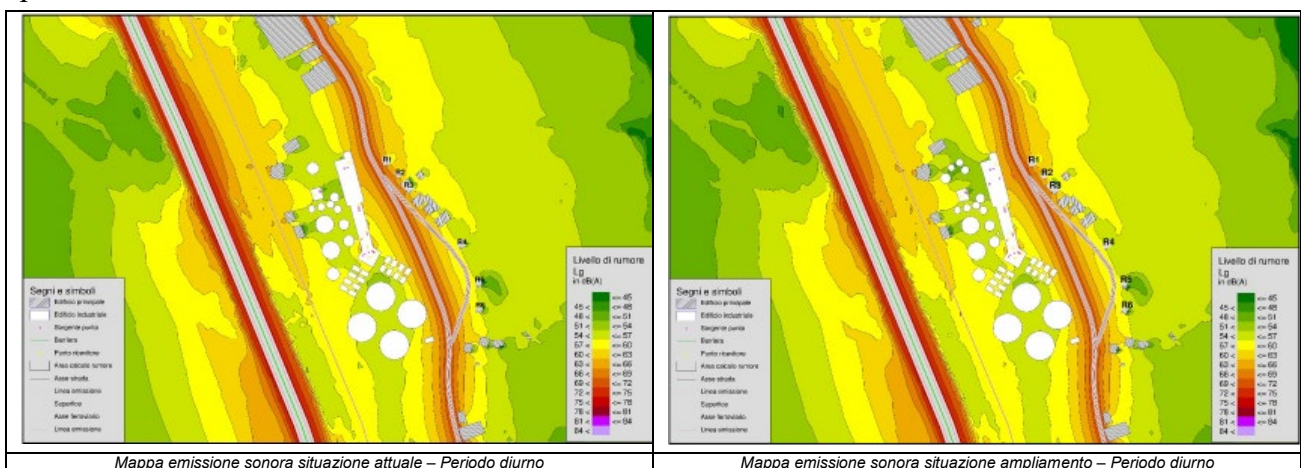 R1
R2
R3
R4
R5
R6
Segni e simboli
Edificio principale
Edificio industriale
Sorgente punto
Barriera
Punto ricevitore
Area calcolo rumore
Asse strada
Linea emissione
Superficie
Asse ferroviario
Linea emissione
Livello di rumore
Lg
in dB(A)
<= 45
45 < <= 48
48 < <= 51
51 < <= 54
54 < <= 57
57 < <= 60
60 < <= 63
63 < <= 66
66 < <= 69
69 < <= 72
72 < <= 75
75 < <= 78
78 < <= 81
81 < <= 84
84 <
Mappa emissione sonora situazione attuale – Periodo diurno
R1
R2
R3
R4
R5
R6
Segni e simboli
Edificio principale
Edificio industriale
Sorgente punto
Barriera
Punto ricevitore
Area calcolo rumore
Asse strada
Linea emissione
Superficie
Asse ferroviario
Linea emissione
Livello di rumore
Lg
in dB(A)
<= 45
45 < <= 48
48 < <= 51
51 < <= 54
54 < <= 57
57 < <= 60
60 < <= 63
63 < <= 66
66 < <= 69
69 < <= 72
72 < <= 75
75 < <= 78
78 < <= 81
81 < <= 84
84 <
Mappa emissione sonora situazione ampliamento – Periodo diurno